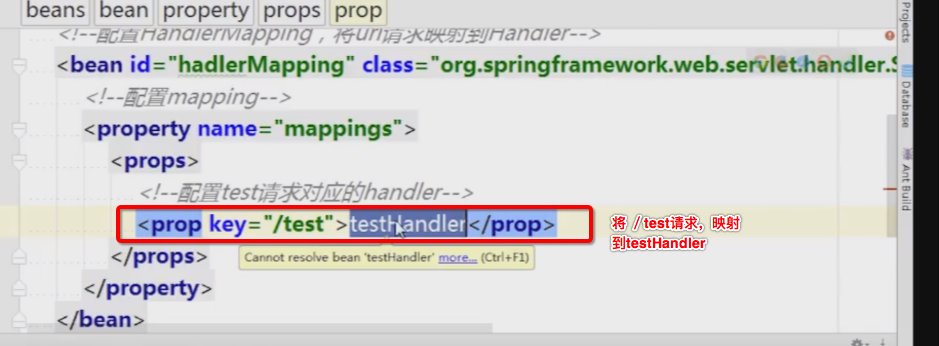 beans bean property props prop
<!--配置HandlerMapping，将url请求映射到Handler-->
<bean id="hadlerMapping" class="org.springframework.web.servlet.handler.S
<!--配置mapping-->
<property name="mappings">
<props>
<!--配置test请求对应的handler-->
<prop key="/test">testHandler</prop>
将 / test请求，映射
到testHandler
Cannot resolve bean 'testHandler' more... (Ctrl+F1)
</props>
</property>
</bean>
Projects
Database
Ant Build